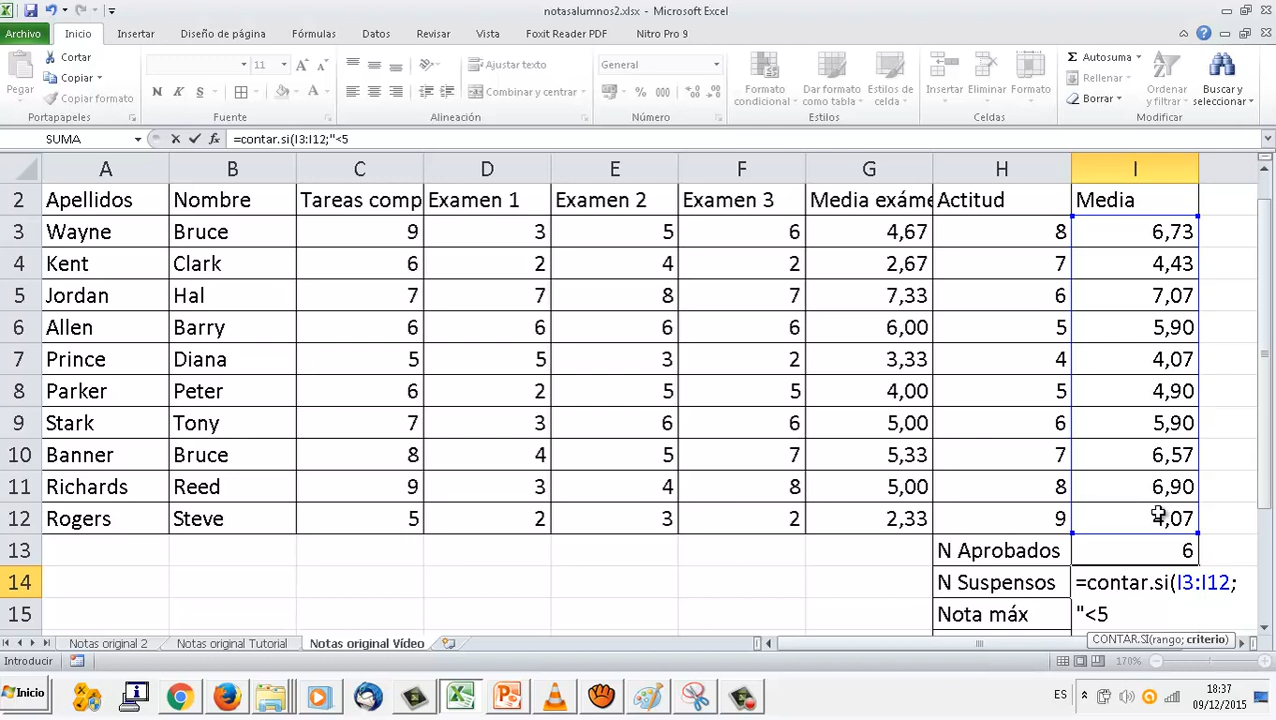 notasalumnos2.xlsx - Microsoft Excel
Archivo Inicio Insertar Diseño de página Fórmulas Datos Revisar Vista Foxit Reader PDF Nitro Pro 9
Pegar Cortar Copiar Copiar formato Portapapeles
11 N K S A Fuente
Ajustar texto Combinar y centrar Alineación
General % 000 Número
Formato condicional Dar formato como tabla Estilos de celda Estilos
Insertar Eliminar Formato Celdas
Σ Autosuma Rellenar Borrar Ordenar y filtrar Buscar y seleccionar Modificar
SUMA fx =contar.si(I3:I12;"<5
A B C D E F G H I
2 Apellidos Nombre Tareas comp Examen 1 Examen 2 Examen 3 Media exáme Actitud Media
3 Wayne Bruce 9 3 5 6 4,67 8 6,73
4 Kent Clark 6 2 4 2 2,67 7 4,43
5 Jordan Hal 7 7 8 7 7,33 6 7,07
6 Allen Barry 6 6 6 6 6,00 5 5,90
7 Prince Diana 5 5 3 2 3,33 4 4,07
8 Parker Peter 6 2 5 5 4,00 5 4,90
9 Stark Tony 7 3 6 6 5,00 6 5,90
10 Banner Bruce 8 4 5 7 5,33 7 6,57
11 Richards Reed 9 3 4 8 5,00 8 6,90
12 Rogers Steve 5 2 3 2 2,33 9 4,07
13 N Aprobados 6
14 N Suspensos =contar.si(I3:I12;
15 Nota máx "<5
CONTAR.SI(rango; criterio)
Notas original 2 Notas original Tutorial Notas original Vídeo
Introducir 170%
Inicio ES 18:37
09/12/2015